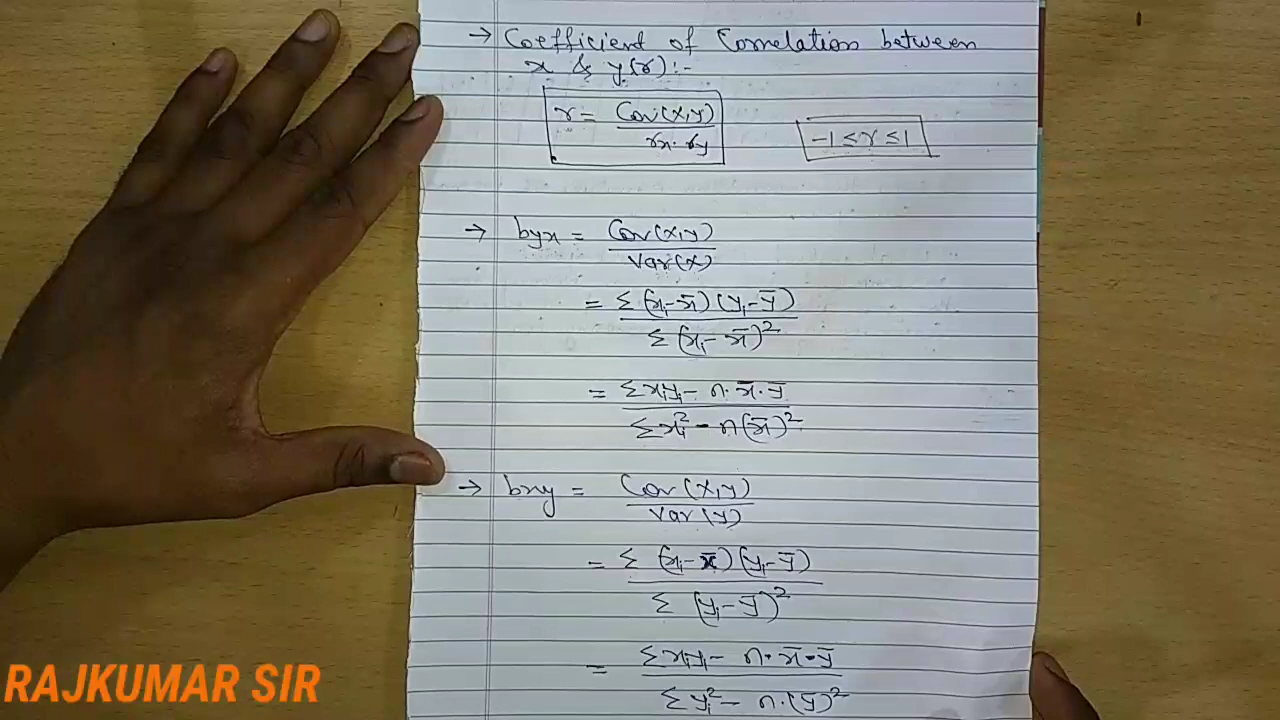 → Coefficient of Correlation between
x & y(r):-
r = Cov(x,y)
σx. σy
-1 ≤ r ≤ 1
→ byx = Cov(x,y)
Var(x)
= Σ (xᵢ-x̄) (yᵢ-ȳ)
Σ (xᵢ- x̄)²
= Σxᵢyᵢ - n. x̄. ȳ
Σxᵢ² - n(x̄)²
→ bxy = Cov(x,y)
Var(y)
= Σ (xᵢ-x̄) (yᵢ-ȳ)
Σ (yᵢ-ȳ)²
= Σxᵢyᵢ - n. x̄. ȳ
Σyᵢ² - n.(ȳ)²
RAJKUMAR SIR